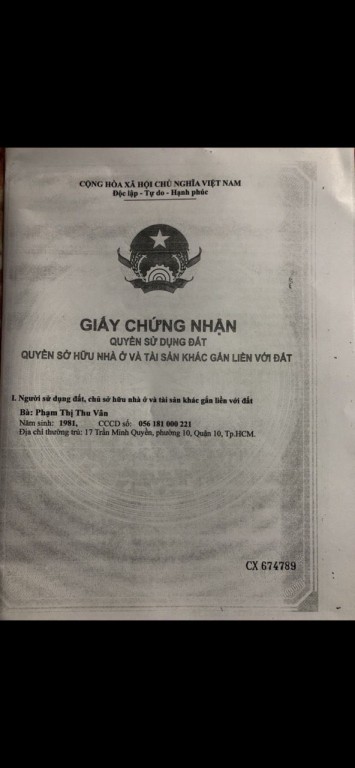 CỘNG HÒA XÃ HỘI CHỦ NGHĨA VIỆT NAM
Độc lập - Tự do - Hạnh phúc
GIẤY CHỨNG NHẬN
QUYỀN SỬ DỤNG ĐẤT
QUYỀN SỞ HỮU NHÀ Ở VÀ TÀI SẢN KHÁC GẮN LIỀN VỚI ĐẤT
I. Người sử dụng đất, chủ sở hữu nhà ở và tài sản khác gắn liền với đất
Bà: Phạm Thị Thu Vân
Năm sinh: 1981, CCCD số: 056 181 000 221
Địa chỉ thường trú: 17 Trần Minh Quyền, phường 10, Quận 10, Tp.HCM.
CX 674789